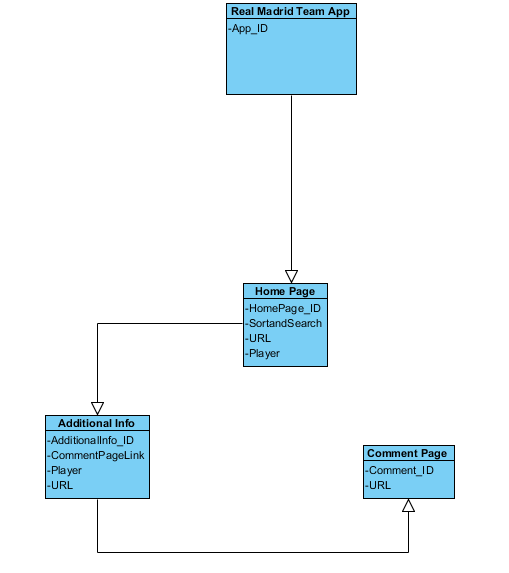 Real Madrid Team App
-App_ID
Home Page
-HomePage_ID
-SortandSearch
-URL
-Player
Additional Info
-AdditionalInfo_ID
-CommentPageLink
-Player
-URL
Comment Page
-Comment_ID
-URL